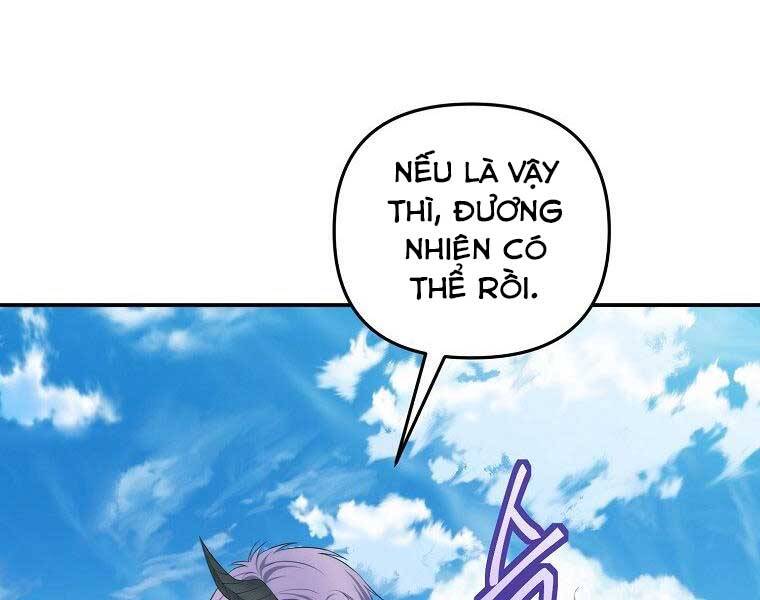 NẾU LÀ VẬY
THÌ, ĐƯƠNG
NHIÊN CÓ
THỂ RỒI.